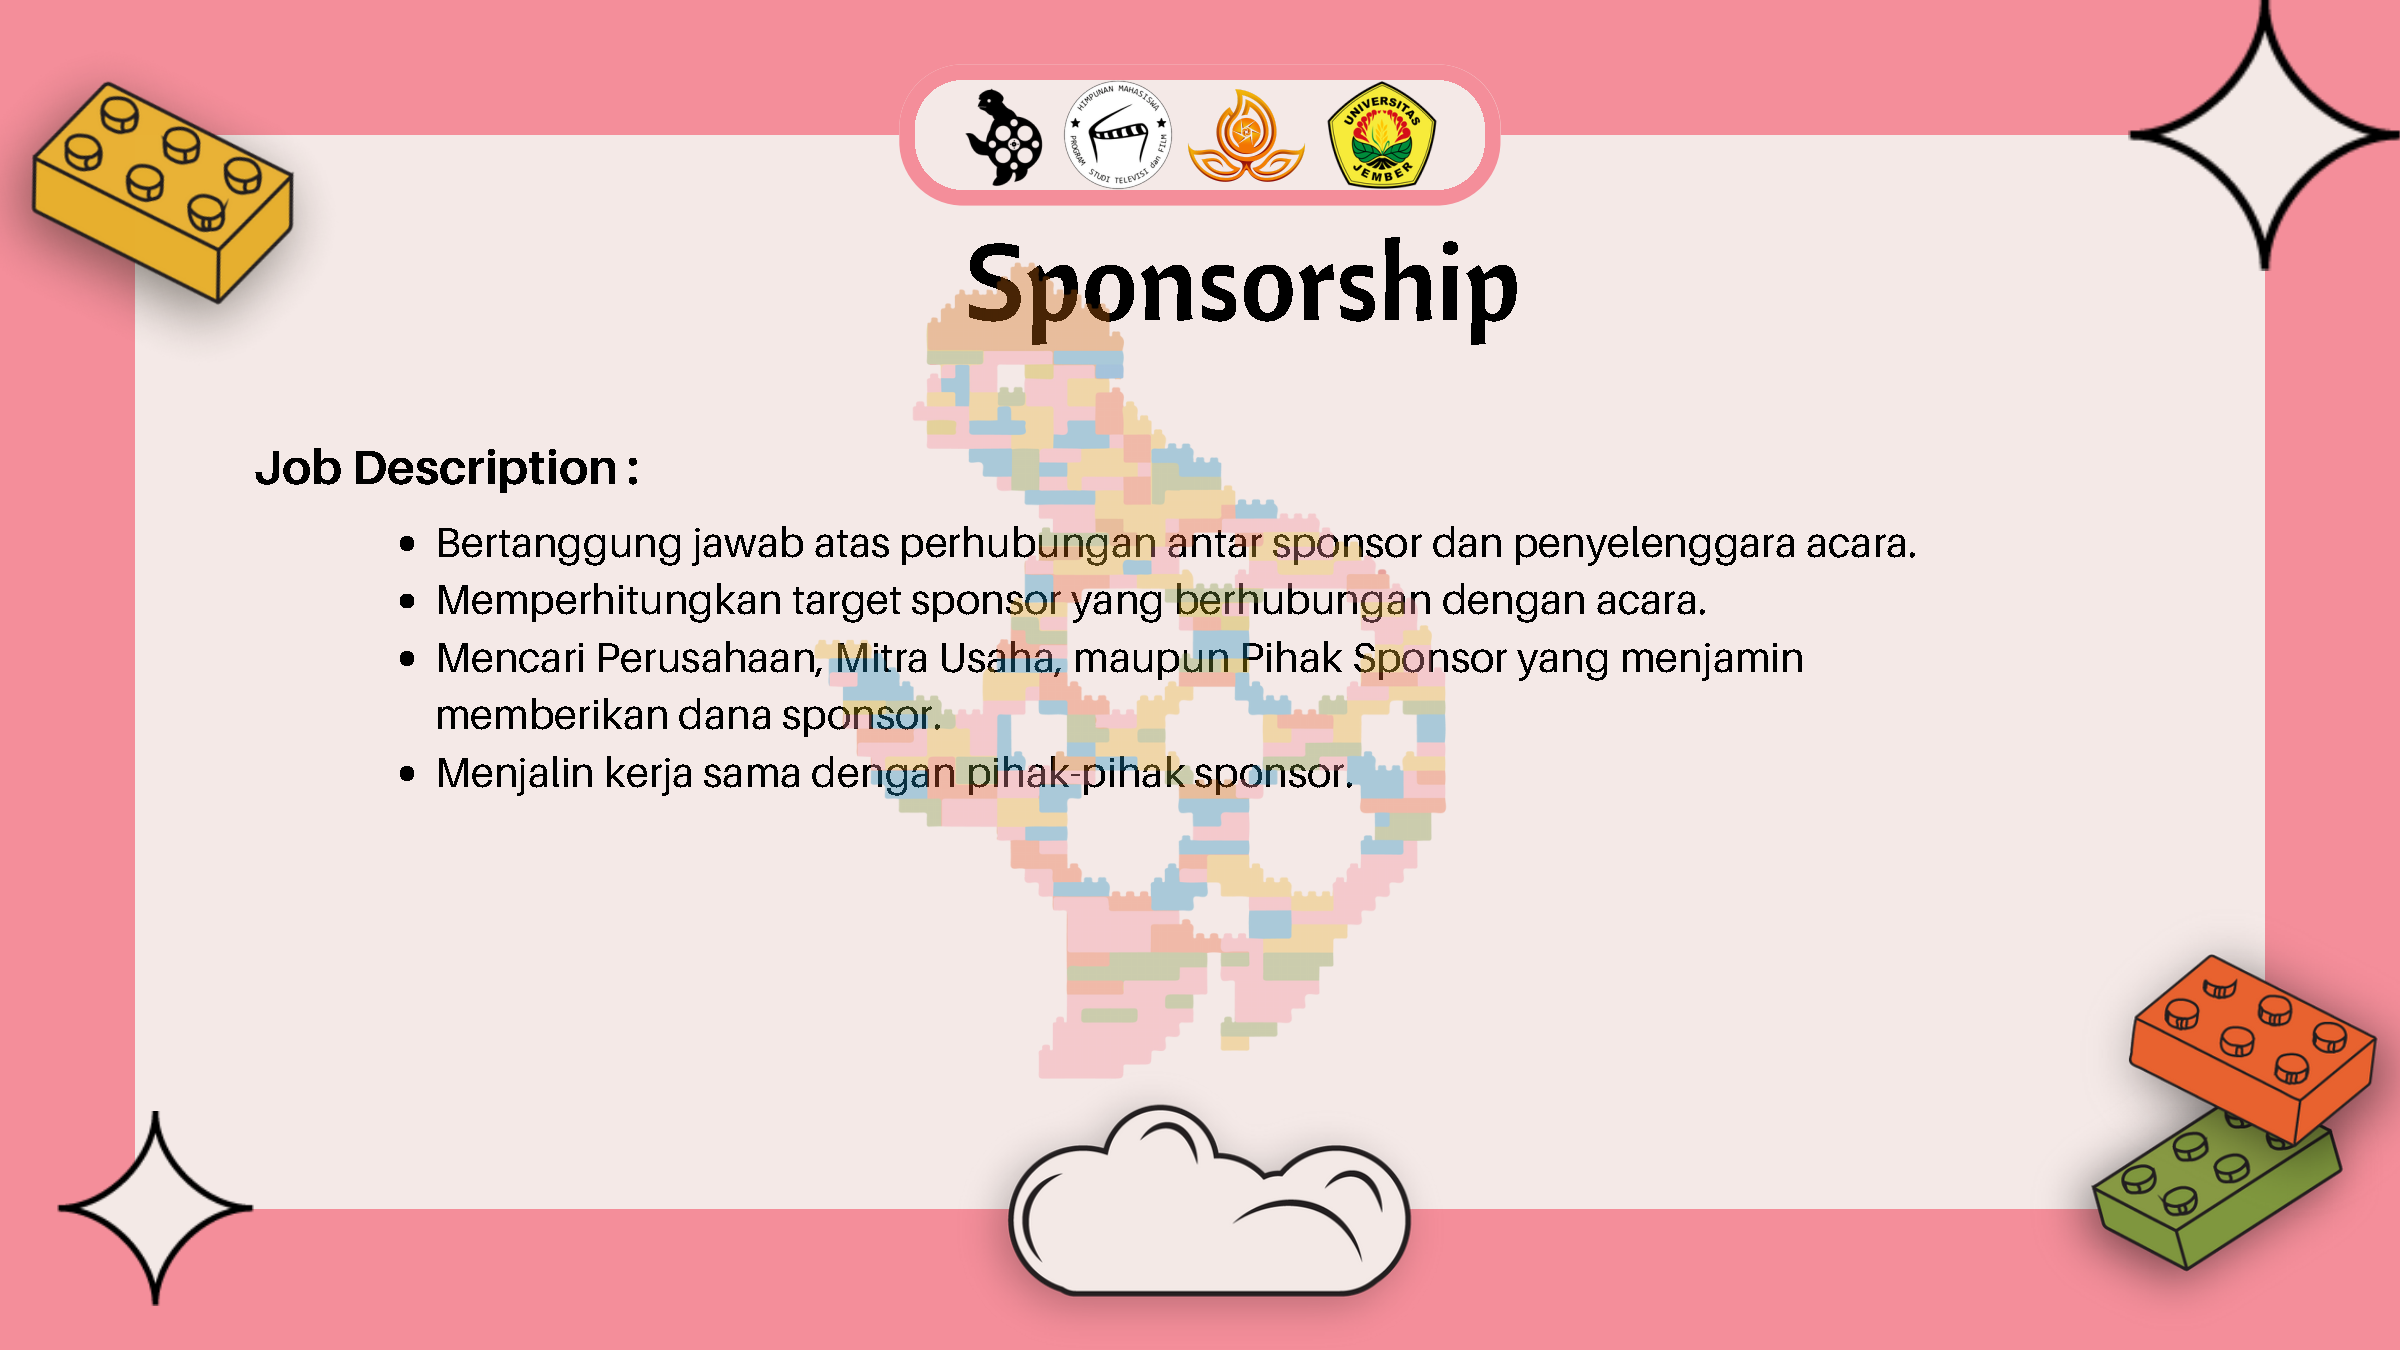 HIMPUNAN MAHASISWA
PROGRAM STUDI TELEVISI dan FILM
UNIVERSITAS
JEMBER
Sponsorship
Job Description :
• Bertanggung jawab atas perhubungan antar sponsor dan penyelenggara acara.
• Memperhitungkan target sponsor yang berhubungan dengan acara.
• Mencari Perusahaan, Mitra Usaha, maupun Pihak Sponsor yang menjamin
memberikan dana sponsor.
• Menjalin kerja sama dengan pihak-pihak sponsor.